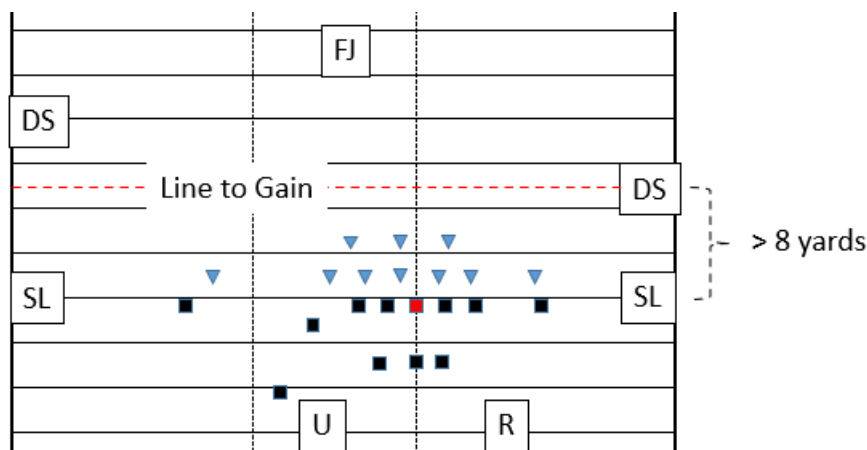 FJ
DS
Line to Gain
DS
> 8 yards
SL
SL
U
R